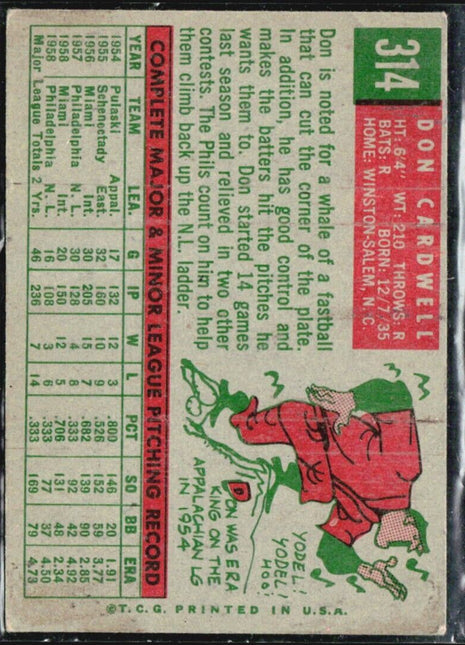 314
DON CARDWELL
HT: 6'4" WT: 210 THROWS: R
BATS: R BORN: 12/7/35
HOME: WINSTON-SALEM, N.C.
Don is noted for a whale of a fastball
that can cut the corner of the plate.
In addition, he has good control and
makes the batters hit the pitches he
wants them to. Don started 14 games
last season and relieved in two other
contests. The Phils count on him to help
them climb back up the N.L. ladder.
YODEL!
YODEL!
HOO!
D
DON WAS ERA
KING ON THE
APPALACHIAN LG
IN 1954
COMPLETE MAJOR & MINOR LEAGUE PITCHING RECORD
YEAR TEAM LEA. G IP W L PCT SO BB ERA
1954 Pulaski Appal. 17 132 12 3 .800 146 20 1.91
1955 Schenectady East. 32 160 10 9 .526 152 59 3.77
1956 Miami Int. 30 205 15 7 .682 139 90 2.85
1957 Philadelphia N. L. 30 128 4 8 .333 92 42 4.92
1958 Miami Int. 20 150 12 5 .706 131 48 2.34
1958 Philadelphia N. L. 16 108 3 6 .333 77 37 4.50
Major League Totals 2 Yrs. 46 236 7 14 .333 169 79 4.73
© T.C.G. PRINTED IN U.S.A.